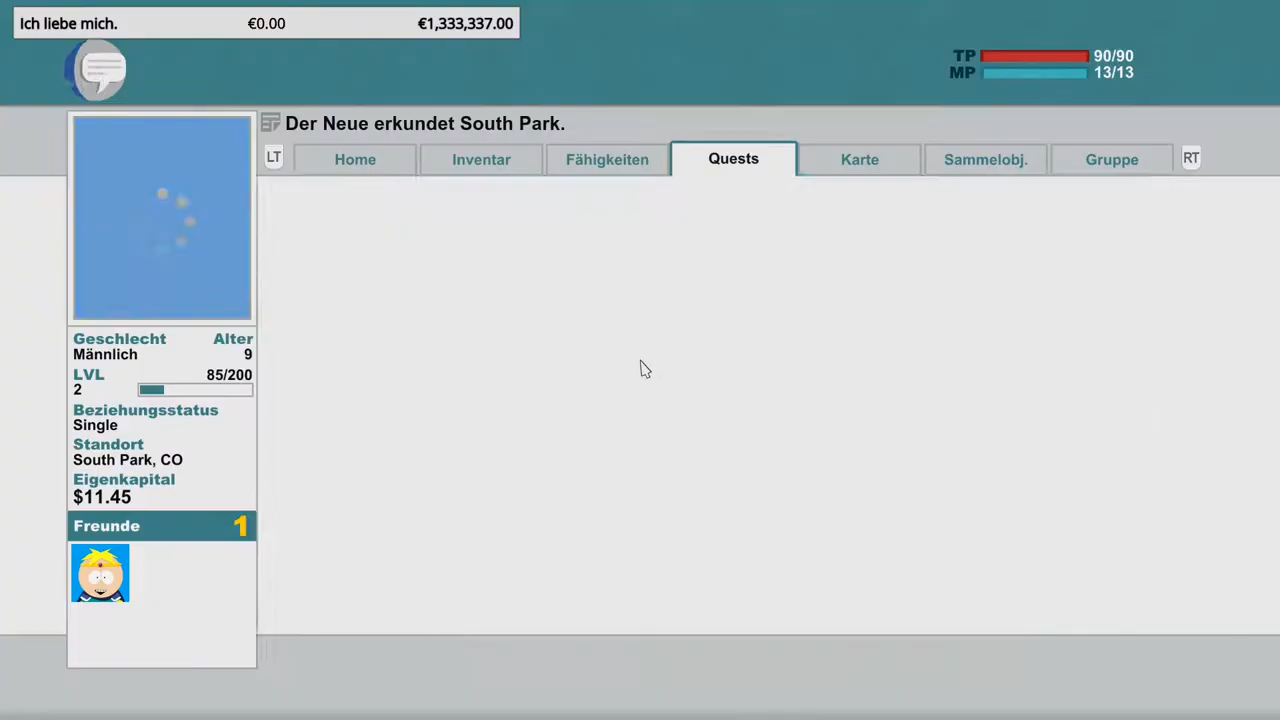 Ich liebe mich. €0.00 €1,333,337.00
TP 90/90
MP 13/13
Der Neue erkundet South Park.
LT Home Inventar Fähigkeiten Quests Karte Sammelobj. Gruppe RT
Geschlecht Alter
Männlich 9
LVL 85/200
2
Beziehungsstatus
Single
Standort
South Park, CO
Eigenkapital
$11.45
Freunde 1